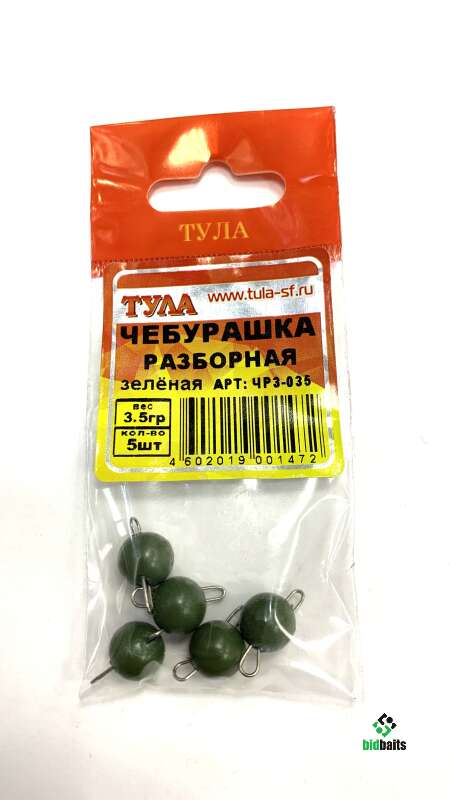 ТУЛА
ТУЛА www.tula-sf.ru
ЧЕБУРАШКА
РАЗБОРНАЯ
зелёная АРТ: ЧРЗ-035
вес
3.5гр
кол-во
5шт
4 602019 001472
bidbaits